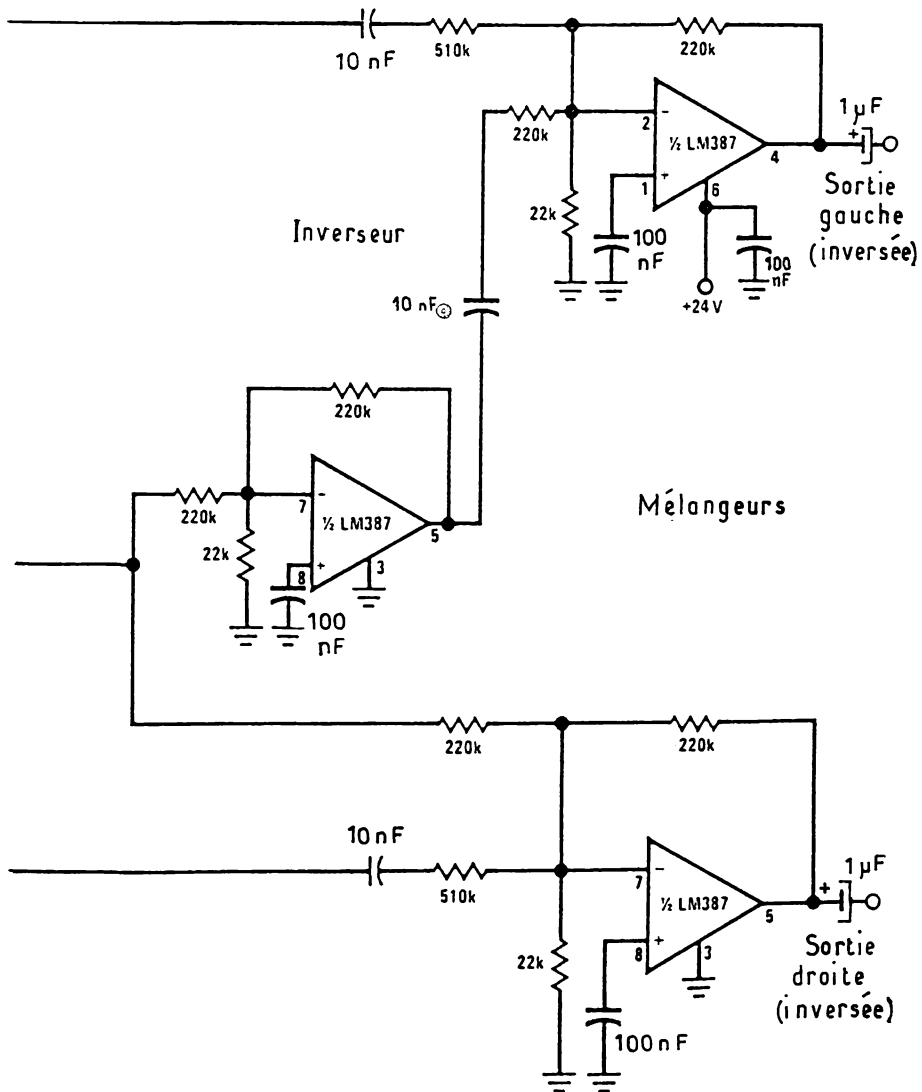 10 nF
510k
220k
220k
2
−
½ LM387
4
1 µF
+
1
+
6
Sortie
gauche
(inversée)
22k
100
nF
100
nF
+24 V
Inverseur
10 nF
220k
220k
7
−
½ LM387
5
Mélangeurs
22k
8
+
3
100
nF
220k
220k
10 nF
510k
7
−
½ LM387
5
1 µF
+
8
+
3
Sortie
droite
(inversée)
22k
100 nF